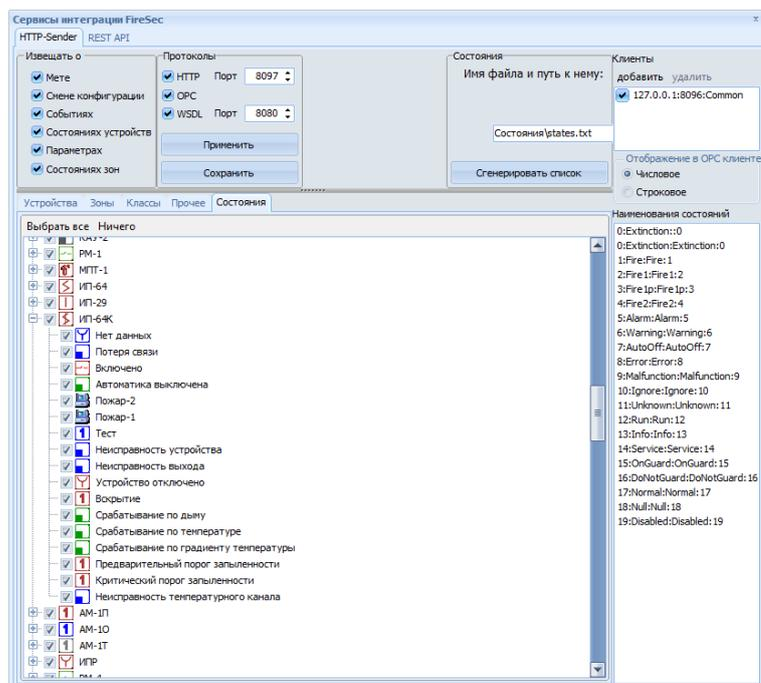 Сервисы интеграции FireSec
HTTP-Sender REST API
Извещать о
Мете
Смене конфигурации
Событиях
Состояниях устройств
Параметрах
Состояниях зон
Протоколы
HTTP Порт 8097
OPC
WSDL Порт 8080
Применить
Сохранить
Состояния
Имя файла и путь к нему:
Состояния\states.txt
Сгенерировать список
Клиенты
добавить удалить
127.0.0.1:8096:Common
Отображение в OPC клиенте
Числовое
Строковое
Устройства Зоны Классы Прочее Состояния
Выбрать все Ничего
КАУ-2
РМ-1
МПТ-1
ИП-64
ИП-29
ИП-64К
Нет данных
Потеря связи
Включено
Автоматика выключена
Пожар-2
Пожар-1
Тест
Неисправность устройства
Неисправность выхода
Устройство отключено
Вскрытие
Срабатывание по дыму
Срабатывание по температуре
Срабатывание по градиенту температуры
Предварительный порог запыленности
Критический порог запыленности
Неисправность температурного канала
АМ-1П
АМ-1О
АМ-1Т
ИПР
Наименования состояний
0:Extinction::0
0:Extinction:Extinction:0
1:Fire:Fire:1
2:Fire1:Fire1:2
3:Fire1p:Fire1p:3
4:Fire2:Fire2:4
5:Alarm:Alarm:5
6:Warning:Warning:6
7:AutoOff:AutoOff:7
8:Error:Error:8
9:Malfunction:Malfunction:9
10:Ignore:Ignore:10
11:Unknown:Unknown:11
12:Run:Run:12
13:Info:Info:13
14:Service:Service:14
15:OnGuard:OnGuard:15
16:DoNotGuard:DoNotGuard:16
17:Normal:Normal:17
18:Null:Null:18
19:Disabled:Disabled:19